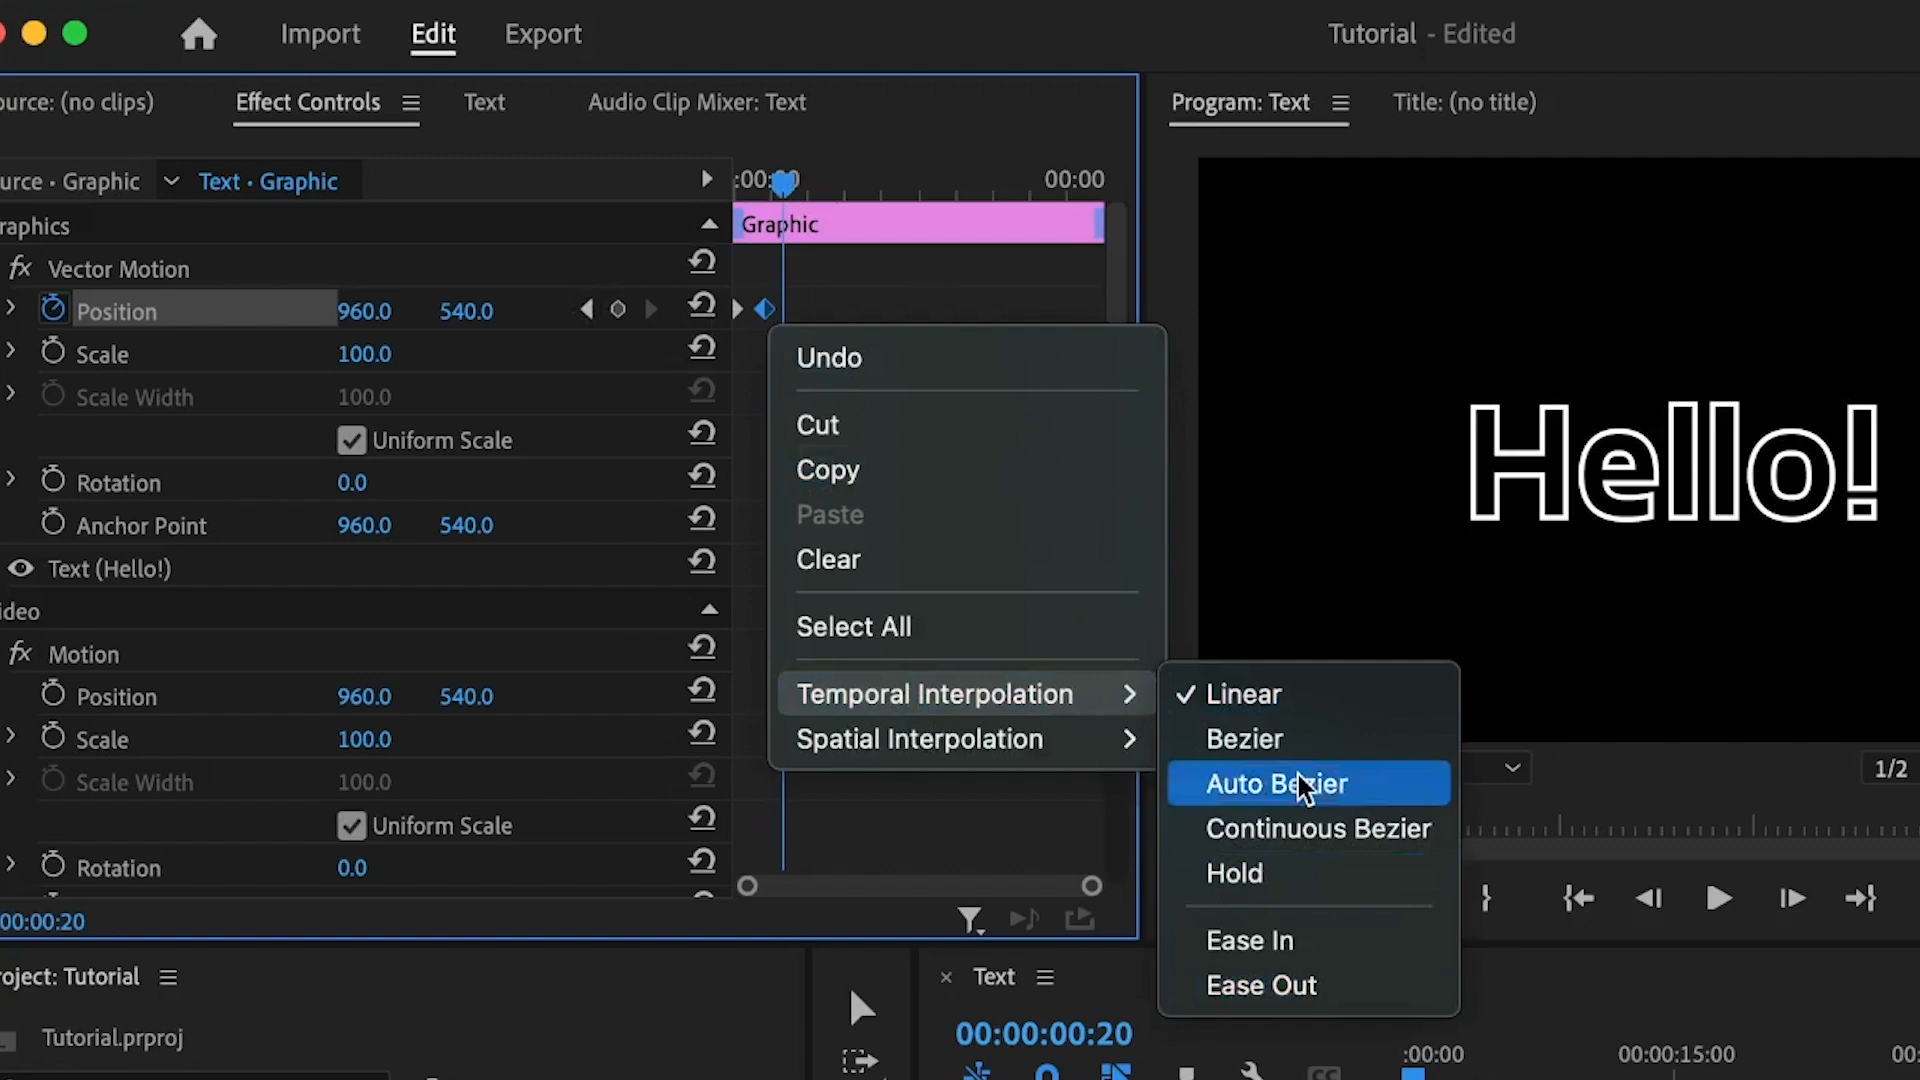 Import Edit Export Tutorial - Edited
ource: (no clips) Effect Controls Text Audio Clip Mixer: Text Program: Text Title: (no title)
urce • Graphic Text • Graphic :00:00 00:00
raphics Graphic
fx Vector Motion
Position 960.0 540.0
Scale 100.0
Scale Width 100.0
Uniform Scale
Rotation 0.0
Anchor Point 960.0 540.0
Text (Hello!)
ideo
fx Motion
Position 960.0 540.0
Scale 100.0
Scale Width 100.0
Uniform Scale
Rotation 0.0
00:00:20
Undo
Cut
Copy
Paste
Clear
Select All
Temporal Interpolation
Spatial Interpolation
Linear
Bezier
Auto Bezier
Continuous Bezier
Hold
Ease In
Ease Out
Hello!
1/2
oject: Tutorial
Tutorial.prproj
Text
00:00:00:20
:00:00 00:00:15:00 00: